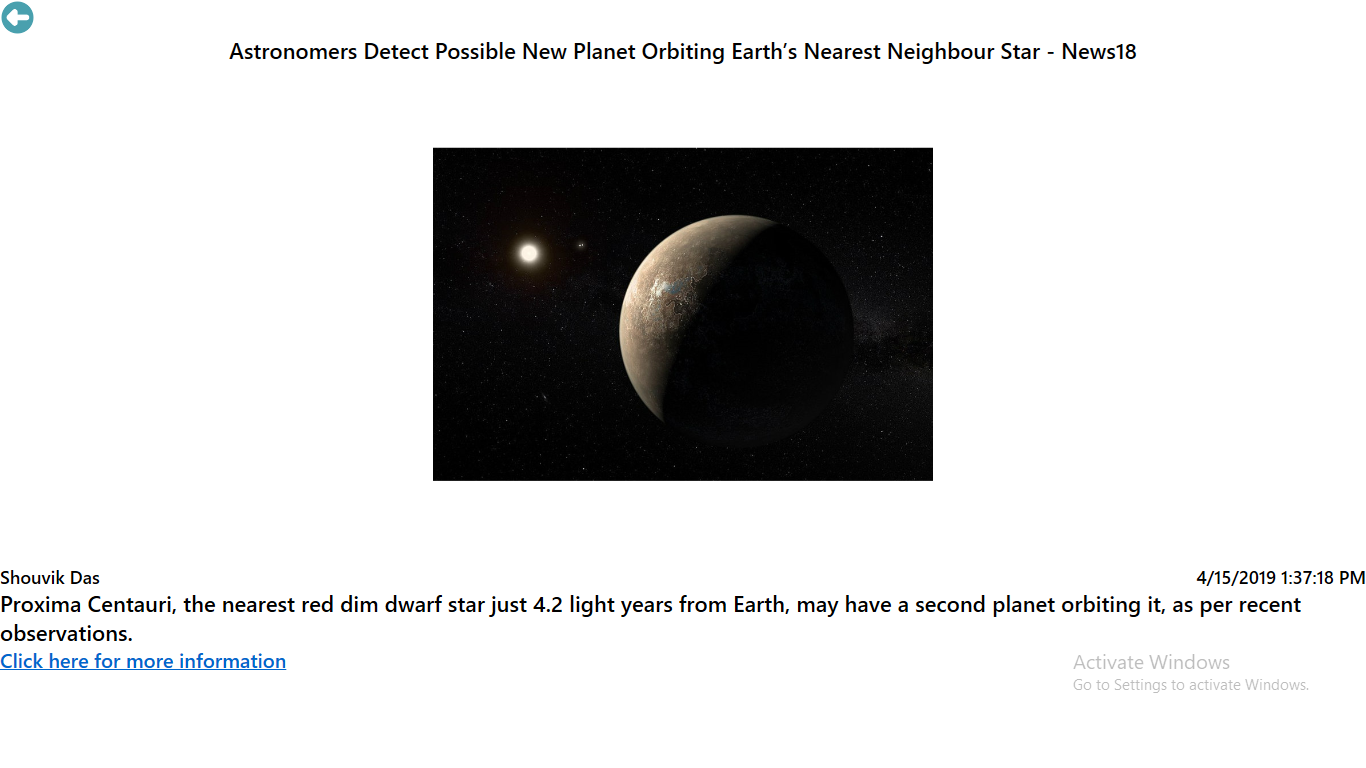 Astronomers Detect Possible New Planet Orbiting Earth’s Nearest Neighbour Star - News18
Shouvik Das
4/15/2019 1:37:18 PM
Proxima Centauri, the nearest red dim dwarf star just 4.2 light years from Earth, may have a second planet orbiting it, as per recent
observations.
Click here for more information
Activate Windows
Go to Settings to activate Windows.